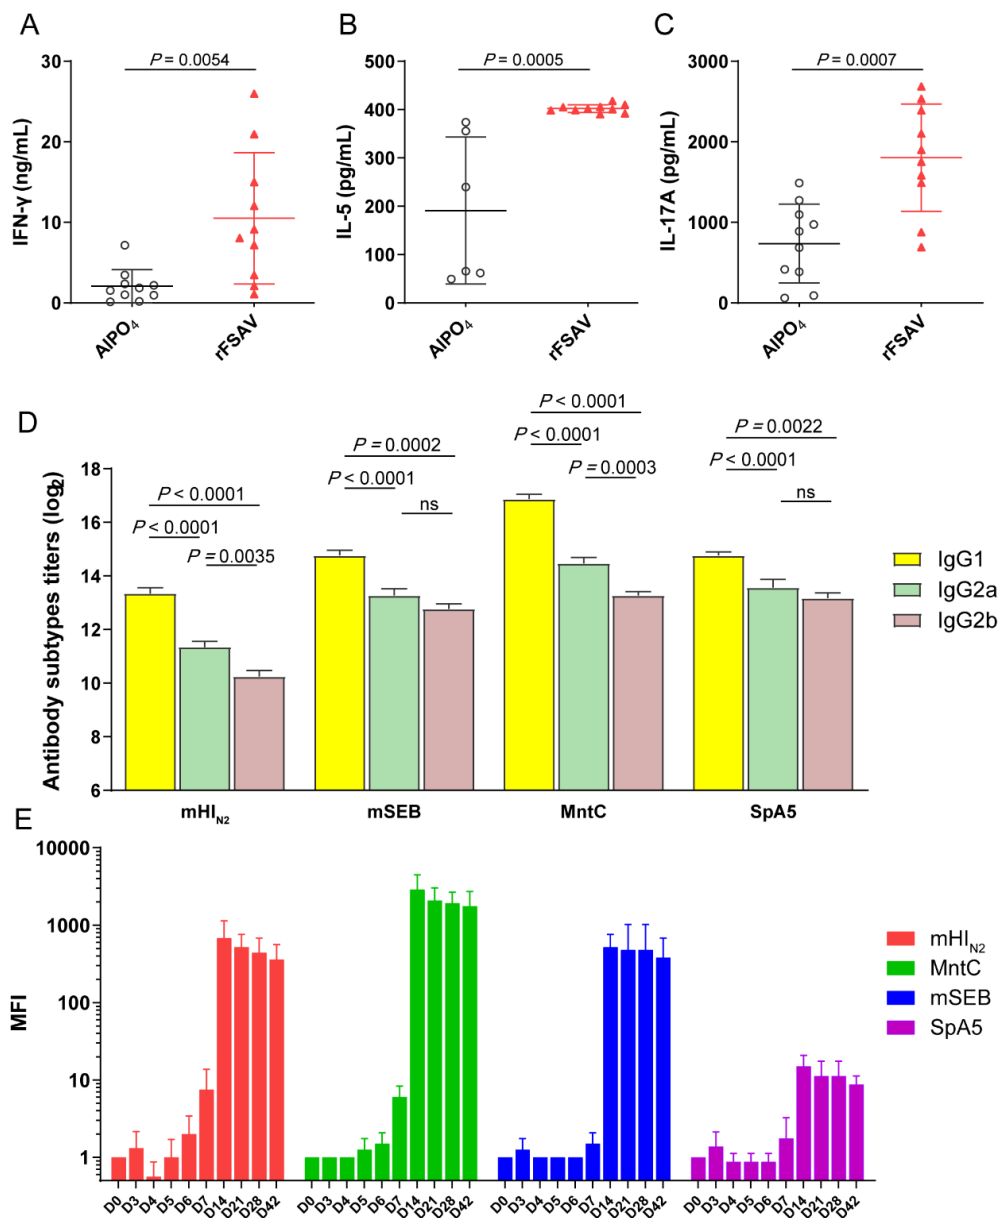 A
P = 0.0054
30
20
10
0
IFN-γ (ng/mL)
AlPO₄
rFSAV
B
P = 0.0005
500
400
300
200
100
0
IL-5 (pg/mL)
AlPO₄
rFSAV
C
P = 0.0007
3000
2000
1000
0
IL-17A (pg/mL)
AlPO₄
rFSAV
D
Antibody subtypes titers (log₂)
18
16
14
12
10
8
6
P < 0.0001
P < 0.0001
P = 0.0035
P = 0.0002
P < 0.0001
ns
P < 0.0001
P < 0.0001
P = 0.0003
P = 0.0022
P < 0.0001
ns
mHI_N2
mSEB
MntC
SpA5
IgG1
IgG2a
IgG2b
E
MFI
10000
1000
100
10
1
D0 D3 D4 D5 D6 D7 D14 D21 D28 D42
D0 D3 D4 D5 D6 D7 D14 D21 D28 D42
D0 D3 D4 D5 D6 D7 D14 D21 D28 D42
D0 D3 D4 D5 D6 D7 D14 D21 D28 D42
mHI_N2
MntC
mSEB
SpA5